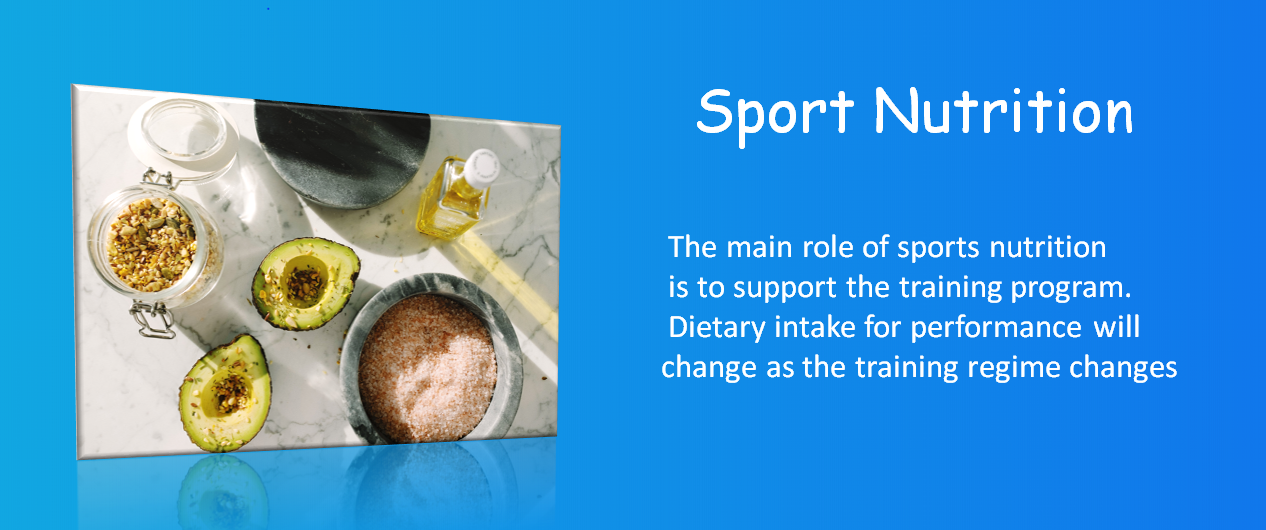 Sport Nutrition
The main role of sports nutrition
is to support the training program.
Dietary intake for performance will
change as the training regime changes